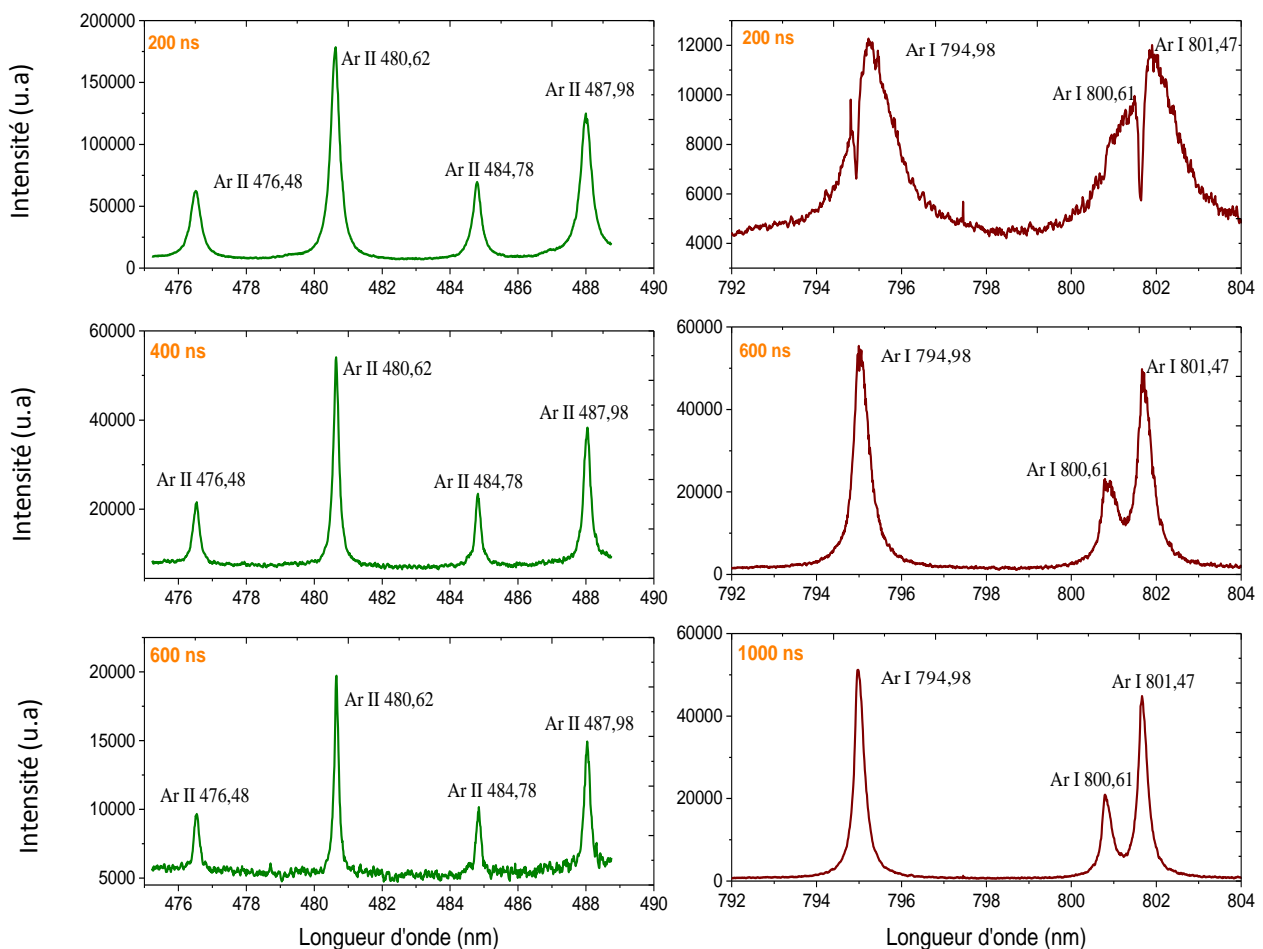 200000
150000
100000
50000
0
476 478 480 482 484 486 488 490
200 ns
Ar II 480,62
Ar II 487,98
Ar II 484,78
Ar II 476,48
Intensité (u.a)
12000
10000
8000
6000
4000
792 794 796 798 800 802 804
200 ns
Ar I 794,98
Ar I 801,47
Ar I 800,61
60000
40000
20000
476 478 480 482 484 486 488 490
400 ns
Ar II 480,62
Ar II 487,98
Ar II 476,48
Ar II 484,78
Intensité (u.a)
60000
40000
20000
0
792 794 796 798 800 802 804
600 ns
Ar I 794,98
Ar I 801,47
Ar I 800,61
20000
15000
10000
5000
476 478 480 482 484 486 488 490
600 ns
Ar II 480,62
Ar II 487,98
Ar II 476,48
Ar II 484,78
Intensité (u.a)
Longueur d'onde (nm)
60000
40000
20000
0
792 794 796 798 800 802 804
1000 ns
Ar I 794,98
Ar I 801,47
Ar I 800,61
Longueur d'onde (nm)